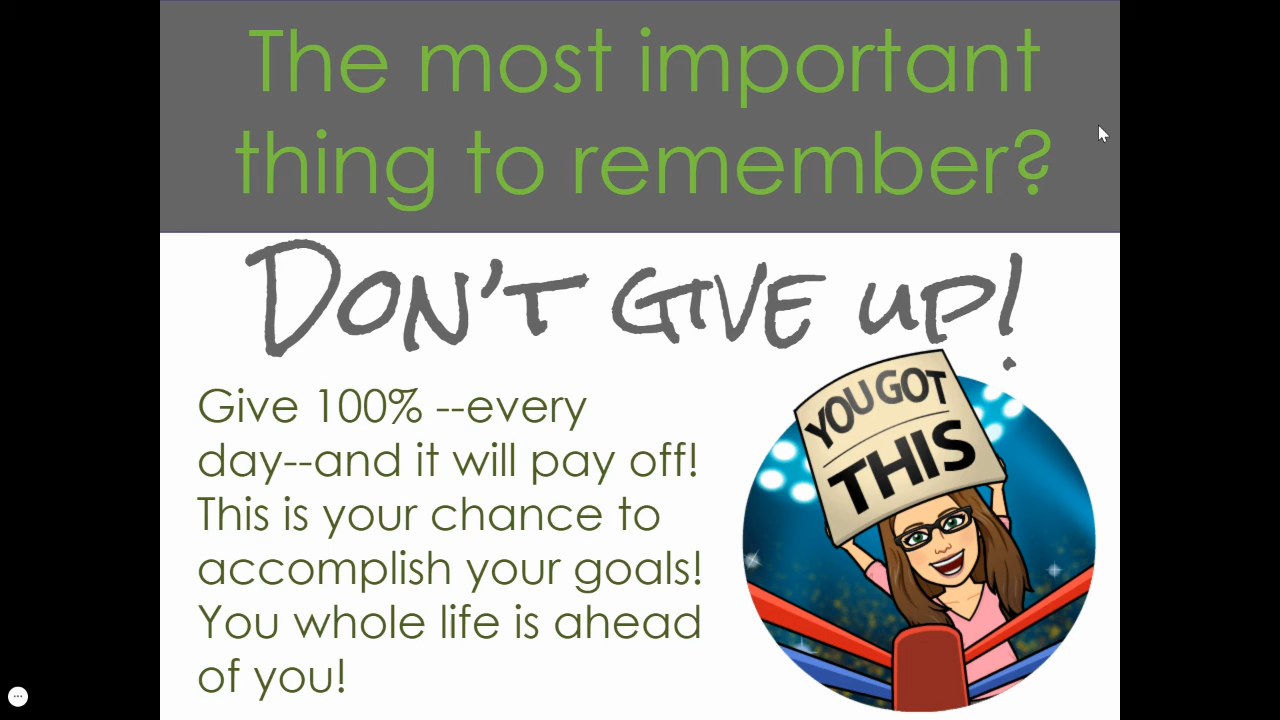 The most important
thing to remember?
Don't give up!
Give 100% --every
day--and it will pay off!
This is your chance to
accomplish your goals!
You whole life is ahead
of you!
YOU GOT
THIS